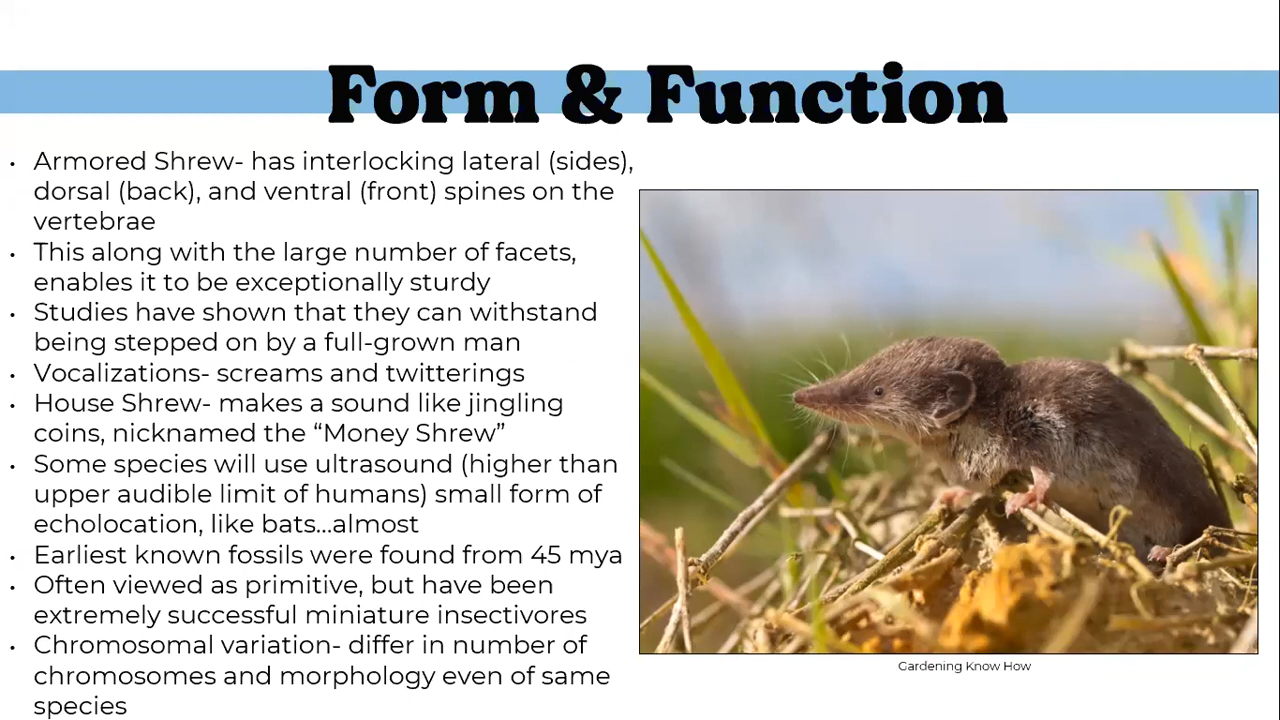 Form & Function
• Armored Shrew- has interlocking lateral (sides),
dorsal (back), and ventral (front) spines on the
vertebrae
• This along with the large number of facets,
enables it to be exceptionally sturdy
• Studies have shown that they can withstand
being stepped on by a full-grown man
• Vocalizations- screams and twitterings
• House Shrew- makes a sound like jingling
coins, nicknamed the “Money Shrew”
• Some species will use ultrasound (higher than
upper audible limit of humans) small form of
echolocation, like bats...almost
• Earliest known fossils were found from 45 mya
• Often viewed as primitive, but have been
extremely successful miniature insectivores
• Chromosomal variation- differ in number of
chromosomes and morphology even of same
species
Gardening Know How